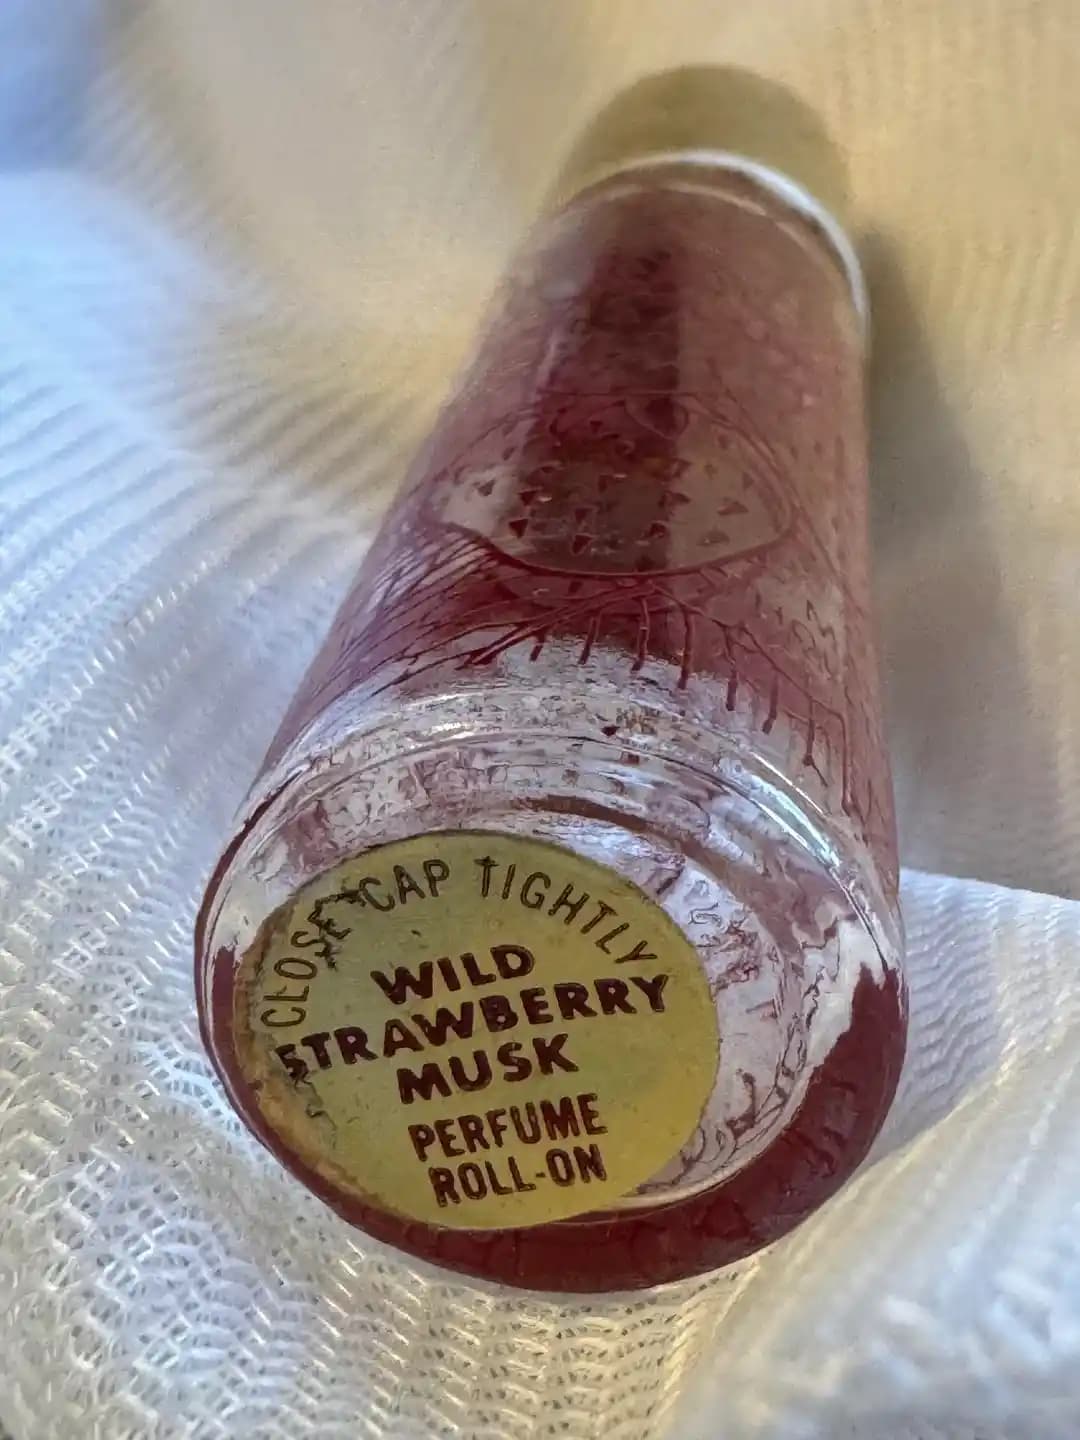 CLOSE CAP TIGHTLY
WILD
STRAWBERRY
MUSK
PERFUME
ROLL-ON